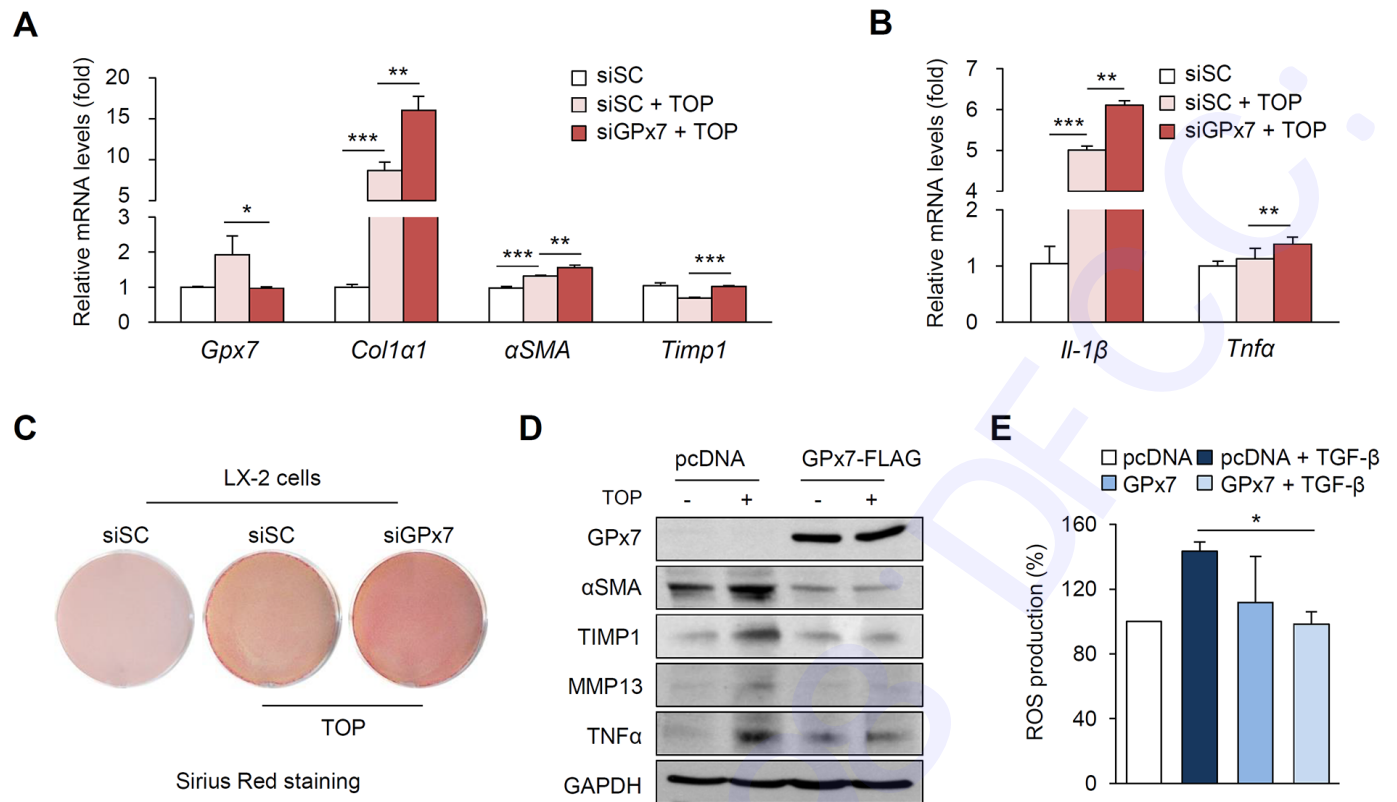 A
Relative mRNA levels (fold)
20
15
10
5
3
2
1
0
siSC
siSC + TOP
siGPx7 + TOP
*
***
**
***
**
***
Gpx7
Col1α1
αSMA
Timp1
B
Relative mRNA levels (fold)
7
6
5
4
2
1
0
siSC
siSC + TOP
siGPx7 + TOP
***
**
**
Il-1β
Tnfα
C
LX-2 cells
siSC
siSC
siGPx7
TOP
Sirius Red staining
D
pcDNA
GPx7-FLAG
TOP - + - +
GPx7
αSMA
TIMP1
MMP13
TNFα
GAPDH
E
pcDNA
pcDNA + TGF-β
GPx7
GPx7 + TGF-β
ROS production (%)
160
120
80
40
0
*